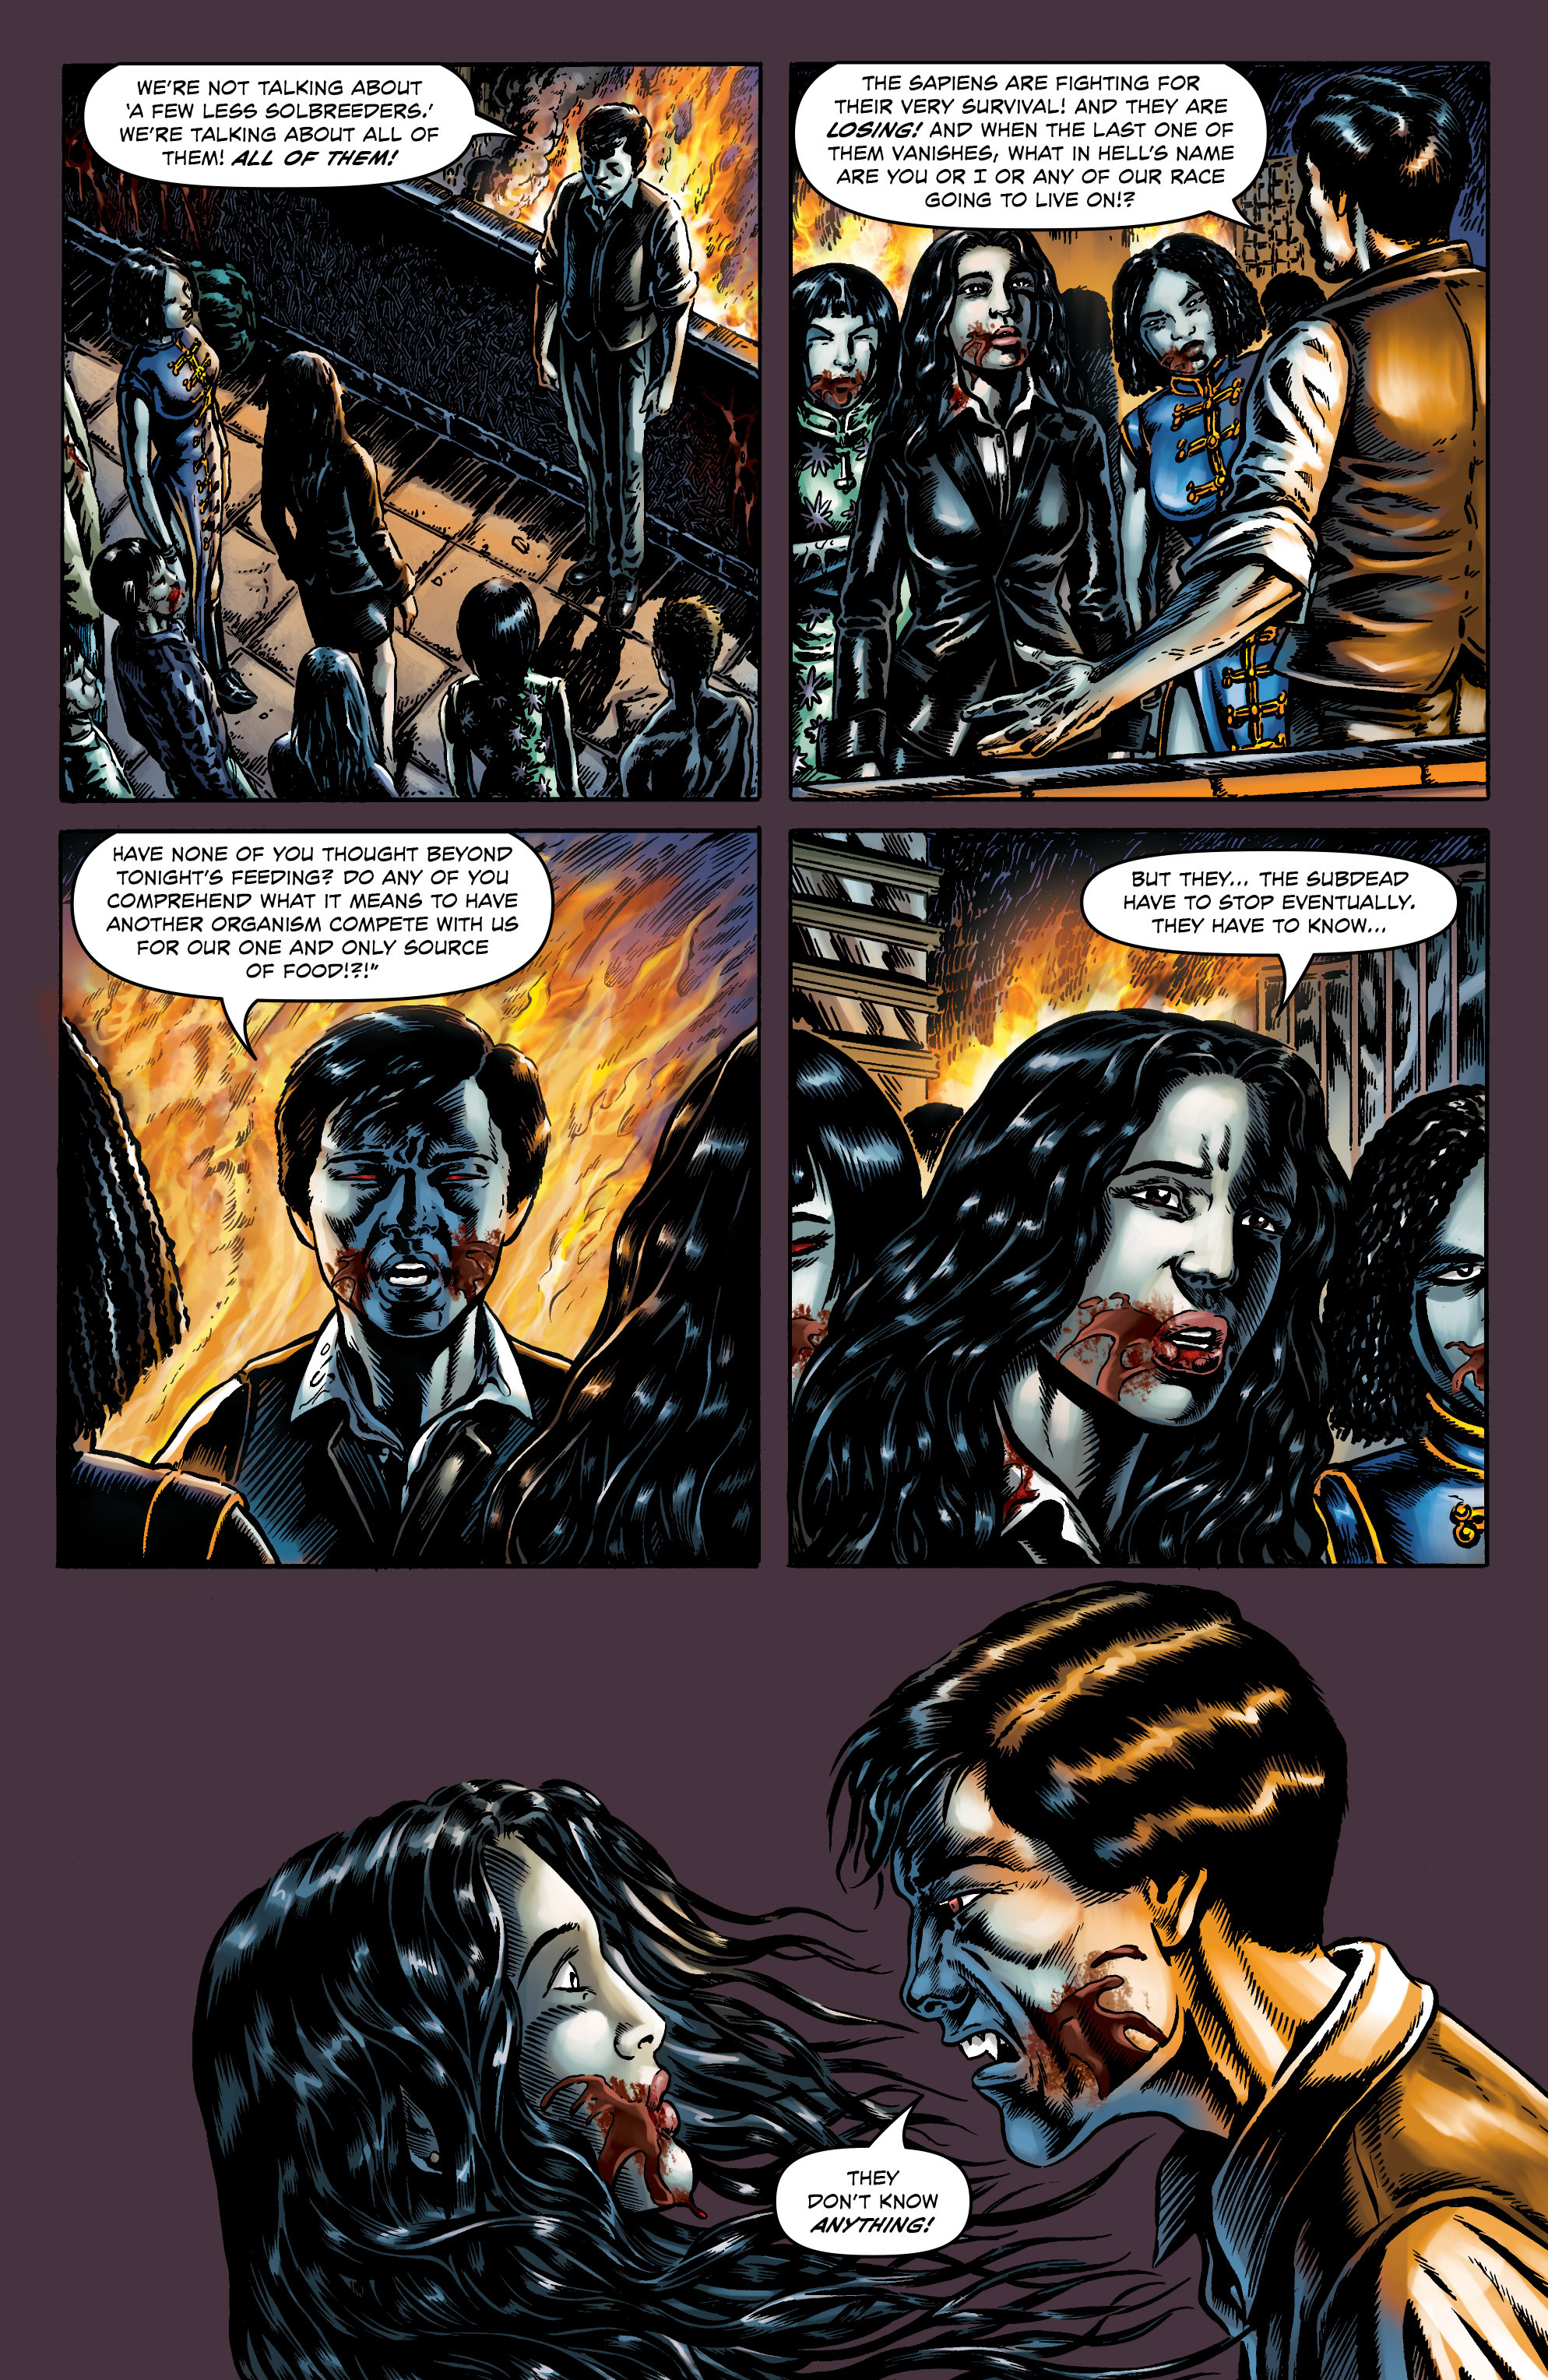 WE'RE NOT TALKING ABOUT
'A FEW LESS SOLBREEDERS.'
WE'RE TALKING ABOUT ALL OF
THEM! ALL OF THEM!
THE SAPIENS ARE FIGHTING FOR
THEIR VERY SURVIVAL! AND THEY ARE
LOSING! AND WHEN THE LAST ONE OF
THEM VANISHES, WHAT IN HELL'S NAME
ARE YOU OR I OR ANY OF OUR RACE
GOING TO LIVE ON!?
HAVE NONE OF YOU THOUGHT BEYOND
TONIGHT'S FEEDING? DO ANY OF YOU
COMPREHEND WHAT IT MEANS TO HAVE
ANOTHER ORGANISM COMPETE WITH US
FOR OUR ONE AND ONLY SOURCE
OF FOOD!?!"
BUT THEY... THE SUBDEAD
HAVE TO STOP EVENTUALLY.
THEY HAVE TO KNOW...
THEY
DON'T KNOW
ANYTHING!